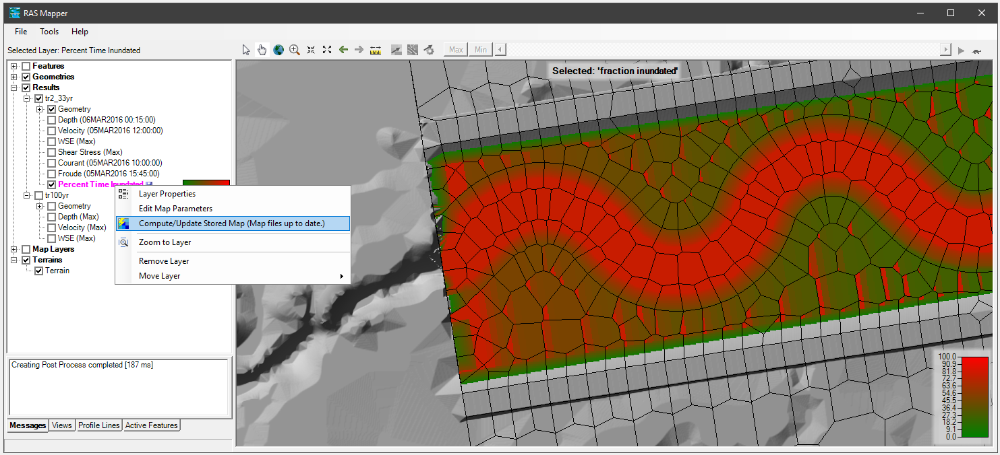 RAS Mapper
File Tools Help
Selected Layer: Percent Time Inundated
Max Min
Features
Geometries
Results
tr2_33yr
Geometry
Depth (06MAR2016 00:15:00)
Velocity (05MAR2016 12:00:00)
WSE (Max)
Shear Stress (Max)
Courant (05MAR2016 10:00:00)
Froude (05MAR2016 15:45:00)
Percent Time Inundated
tr100yr
Geometry
Depth (Max)
Velocity (Max)
WSE (Max)
Map Layers
Terrains
Terrain
Layer Properties
Edit Map Parameters
Compute/Update Stored Map (Map files up to date.)
Zoom to Layer
Remove Layer
Move Layer
Creating Post Process completed [187 ms]
Messages Views Profile Lines Active Features
Selected: 'fraction inundated'
100.0
90.9
81.8
72.7
63.6
54.6
45.5
36.4
27.3
18.2
9.1
0.0